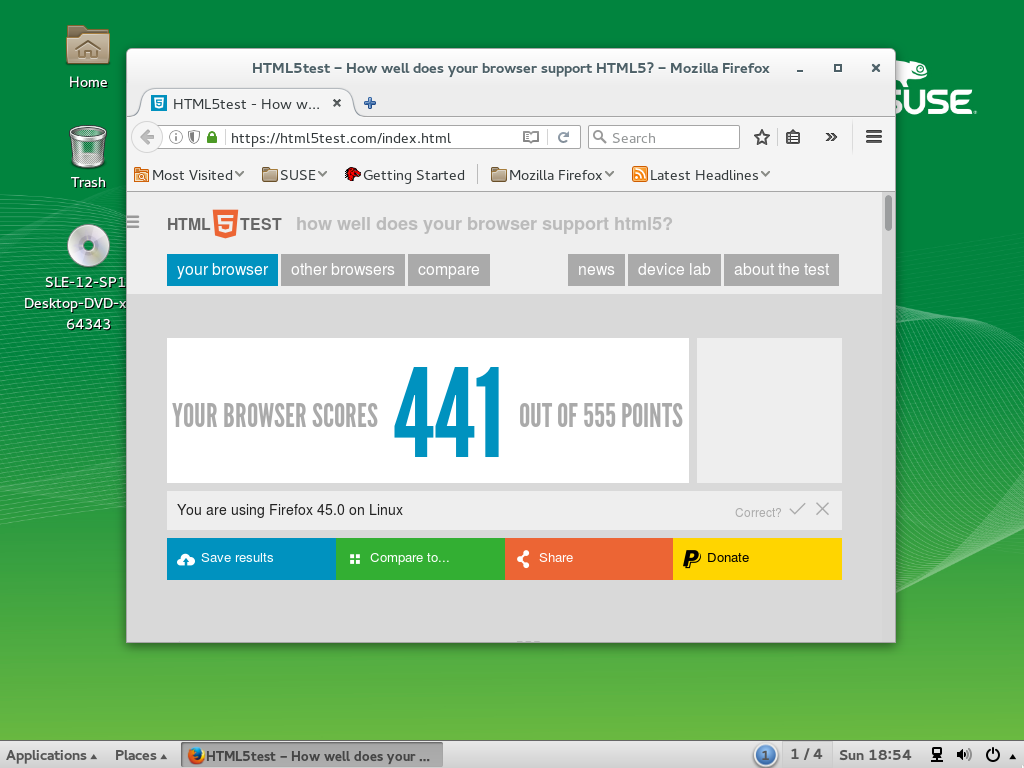 Home
Trash
SLE-12-SP1
Desktop-DVD-x
64343
SUSE
HTML5test – How well does your browser support HTML5? – Mozilla Firefox
HTML5test - How w...
https://html5test.com/index.html
Search
Most Visited
SUSE
Getting Started
Mozilla Firefox
Latest Headlines
HTML 5 TEST how well does your browser support html5?
your browser other browsers compare news device lab about the test
YOUR BROWSER SCORES 441 OUT OF 555 POINTS
You are using Firefox 45.0 on Linux Correct?
Save results Compare to... Share Donate
Applications Places HTML5test – How well does your ... 1 1 / 4 Sun 18:54